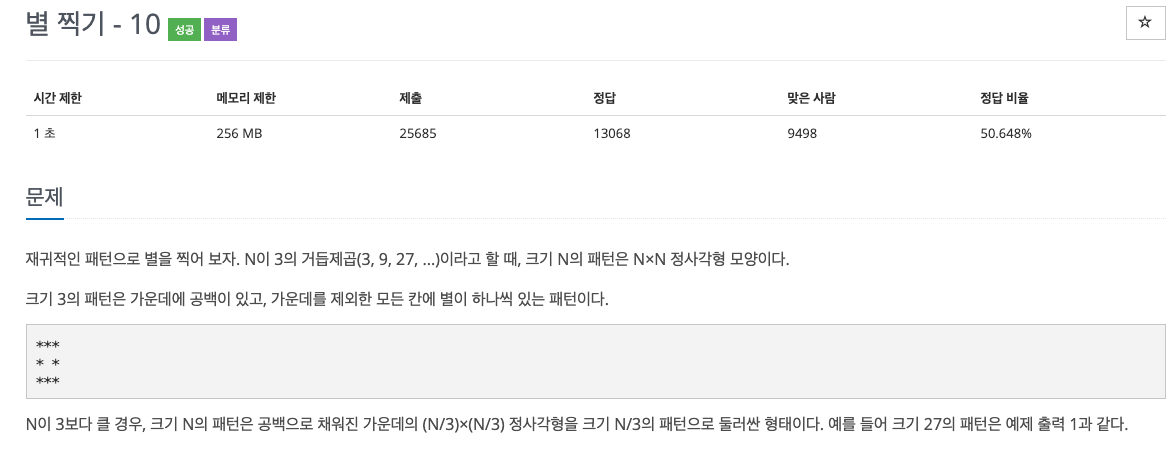 별 찍기 - 10 성공 분류
☆
시간 제한 메모리 제한 제출 정답 맞은 사람 정답 비율
1 초 256 MB 25685 13068 9498 50.648%
문제
재귀적인 패턴으로 별을 찍어 보자. N이 3의 거듭제곱(3, 9, 27, ...)이라고 할 때, 크기 N의 패턴은 N×N 정사각형 모양이다.
크기 3의 패턴은 가운데에 공백이 있고, 가운데를 제외한 모든 칸에 별이 하나씩 있는 패턴이다.
***
* *
***
N이 3보다 클 경우, 크기 N의 패턴은 공백으로 채워진 가운데의 (N/3)×(N/3) 정사각형을 크기 N/3의 패턴으로 둘러싼 형태이다. 예를 들어 크기 27의 패턴은 예제 출력 1과 같다.